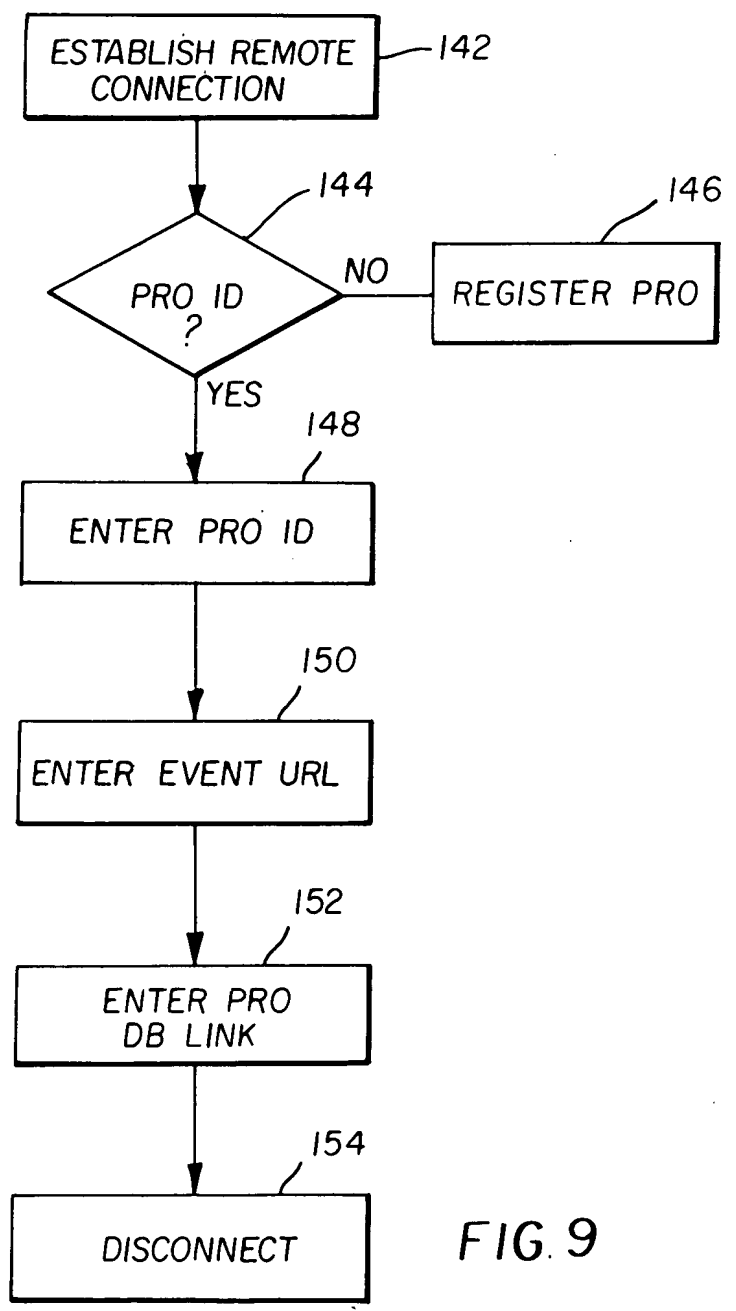 ESTABLISH REMOTE
CONNECTION
142
144
PRO ID
?
NO
146
REGISTER PRO
YES
148
ENTER PRO ID
150
ENTER EVENT URL
152
ENTER PRO
DB LINK
154
DISCONNECT
FIG. 9